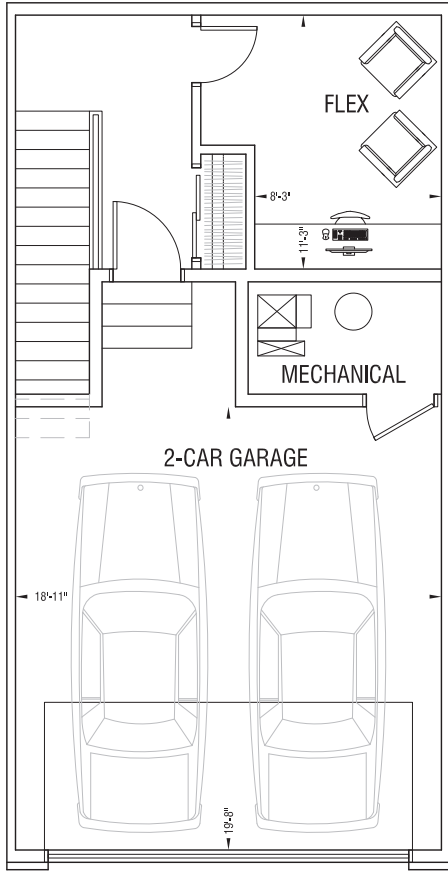 FLEX
8'-3"
11'-3"
MECHANICAL
2-CAR GARAGE
18'-11"
19'-8"